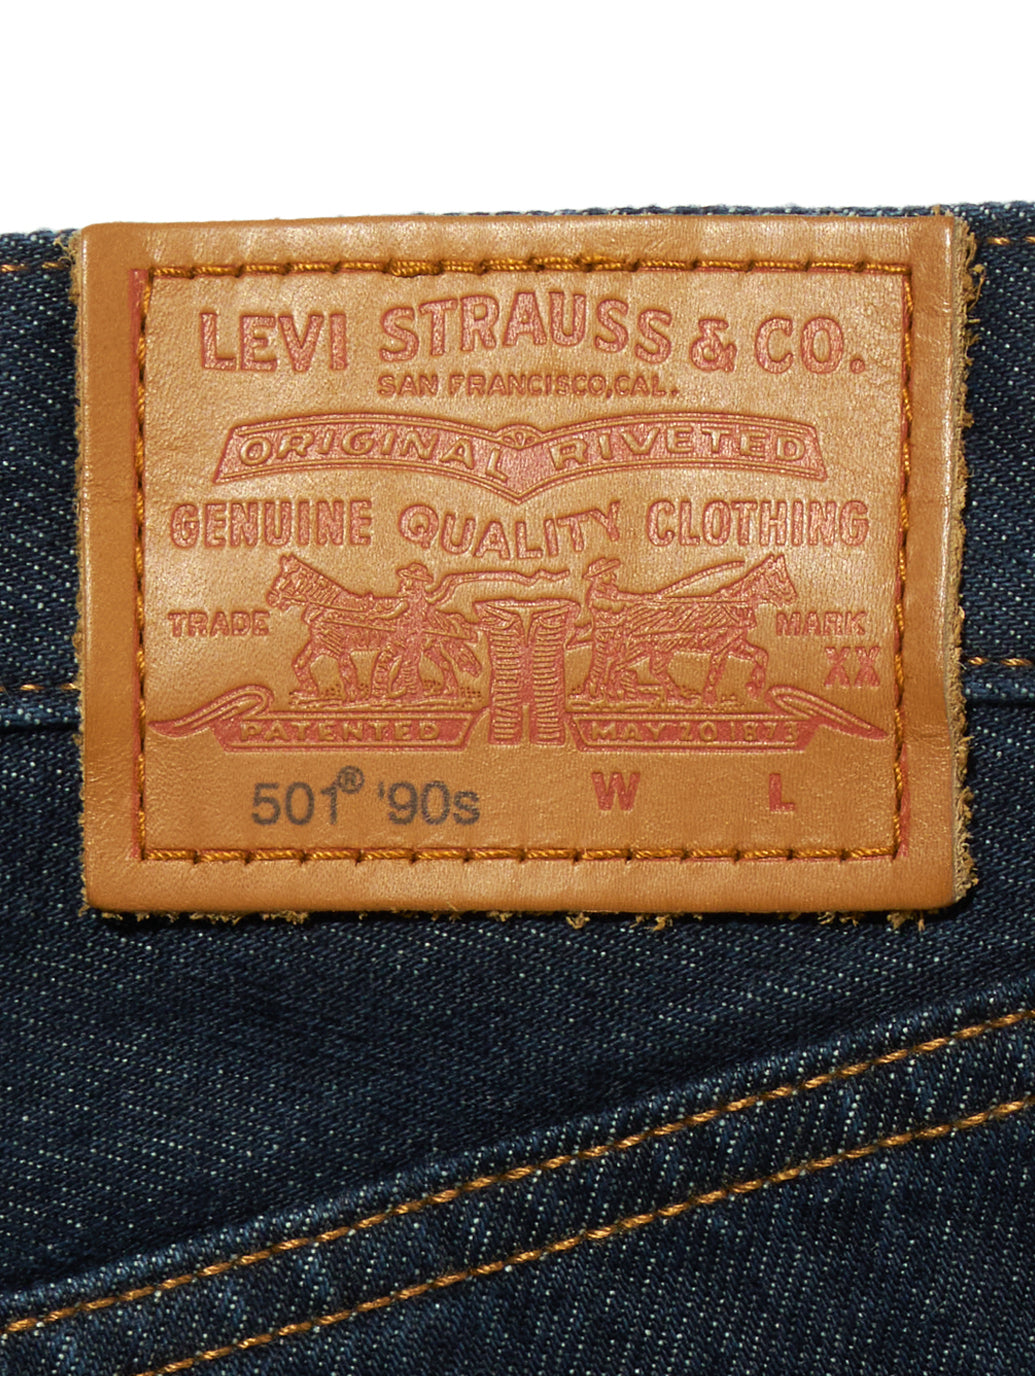 LEVI STRAUSS & CO.
SAN FRANCISCO, CAL.
ORIGINAL RIVETED
GENUINE QUALITY CLOTHING
TRADE MARK
XX
PATENTED MAY 20 1873
501® '90s W L